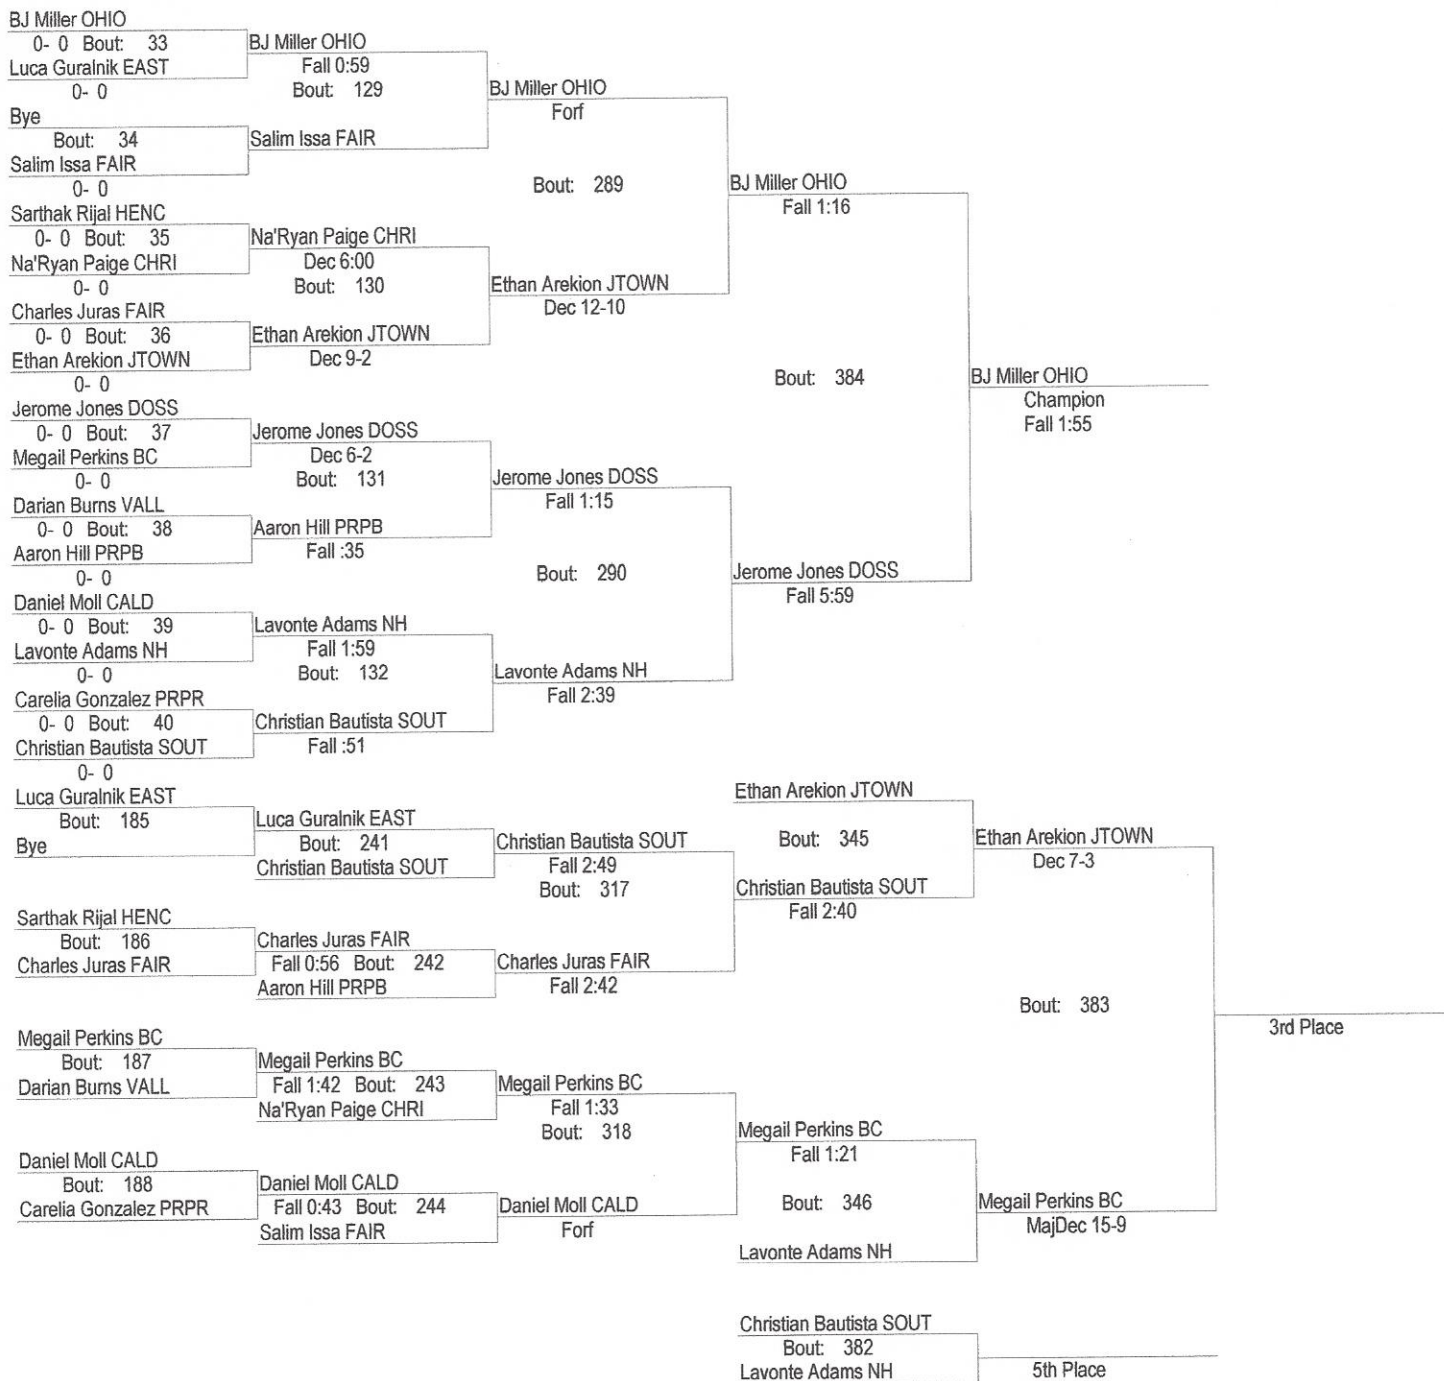 BJ Miller OHIO
0- 0 Bout: 33
Luca Guralnik EAST
0- 0
Bye
Bout: 34
Salim Issa FAIR
0- 0
Sarthak Rijal HENC
0- 0 Bout: 35
Na'Ryan Paige CHRI
0- 0
Charles Juras FAIR
0- 0 Bout: 36
Ethan Arekion JTOWN
0- 0
Jerome Jones DOSS
0- 0 Bout: 37
Megail Perkins BC
0- 0
Darian Burns VALL
0- 0 Bout: 38
Aaron Hill PRPB
0- 0
Daniel Moll CALD
0- 0 Bout: 39
Lavonte Adams NH
0- 0
Carelia Gonzalez PRPR
0- 0 Bout: 40
Christian Bautista SOUT
0- 0
BJ Miller OHIO
Fall 0:59
Bout: 129
Salim Issa FAIR
Na'Ryan Paige CHRI
Dec 6:00
Bout: 130
Ethan Arekion JTOWN
Dec 9-2
Jerome Jones DOSS
Dec 6-2
Bout: 131
Aaron Hill PRPB
Fall :35
Lavonte Adams NH
Fall 1:59
Bout: 132
Christian Bautista SOUT
Fall :51
BJ Miller OHIO
Forf
Bout: 289
Ethan Arekion JTOWN
Dec 12-10
Jerome Jones DOSS
Fall 1:15
Bout: 290
Lavonte Adams NH
Fall 2:39
BJ Miller OHIO
Fall 1:16
Bout: 384
Jerome Jones DOSS
Fall 5:59
BJ Miller OHIO
Champion
Fall 1:55
Luca Guralnik EAST
Bout: 185
Bye
Sarthak Rijal HENC
Bout: 186
Charles Juras FAIR
Megail Perkins BC
Bout: 187
Darian Burns VALL
Daniel Moll CALD
Bout: 188
Carelia Gonzalez PRPR
Luca Guralnik EAST
Bout: 241
Christian Bautista SOUT
Charles Juras FAIR
Fall 0:56 Bout: 242
Aaron Hill PRPB
Megail Perkins BC
Fall 1:42 Bout: 243
Na'Ryan Paige CHRI
Daniel Moll CALD
Fall 0:43 Bout: 244
Salim Issa FAIR
Christian Bautista SOUT
Fall 2:49
Bout: 317
Charles Juras FAIR
Fall 2:42
Megail Perkins BC
Fall 1:33
Bout: 318
Daniel Moll CALD
Forf
Ethan Arekion JTOWN
Bout: 345
Christian Bautista SOUT
Fall 2:40
Megail Perkins BC
Fall 1:21
Bout: 346
Lavonte Adams NH
Ethan Arekion JTOWN
Dec 7-3
Bout: 383
Megail Perkins BC
MajDec 15-9
3rd Place
Christian Bautista SOUT
Bout: 382
Lavonte Adams NH
5th Place